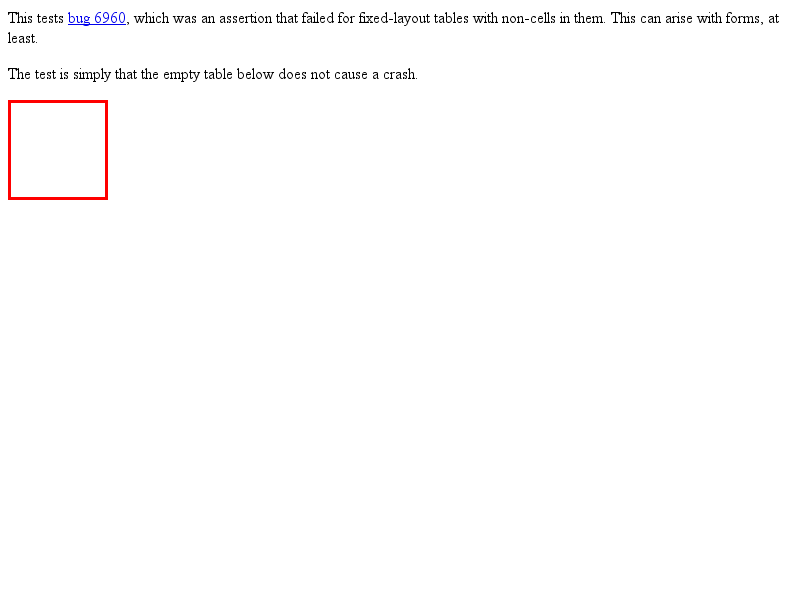 This tests bug 6960, which was an assertion that failed for fixed-layout tables with non-cells in them. This can arise with forms, at
least.
The test is simply that the empty table below does not cause a crash.